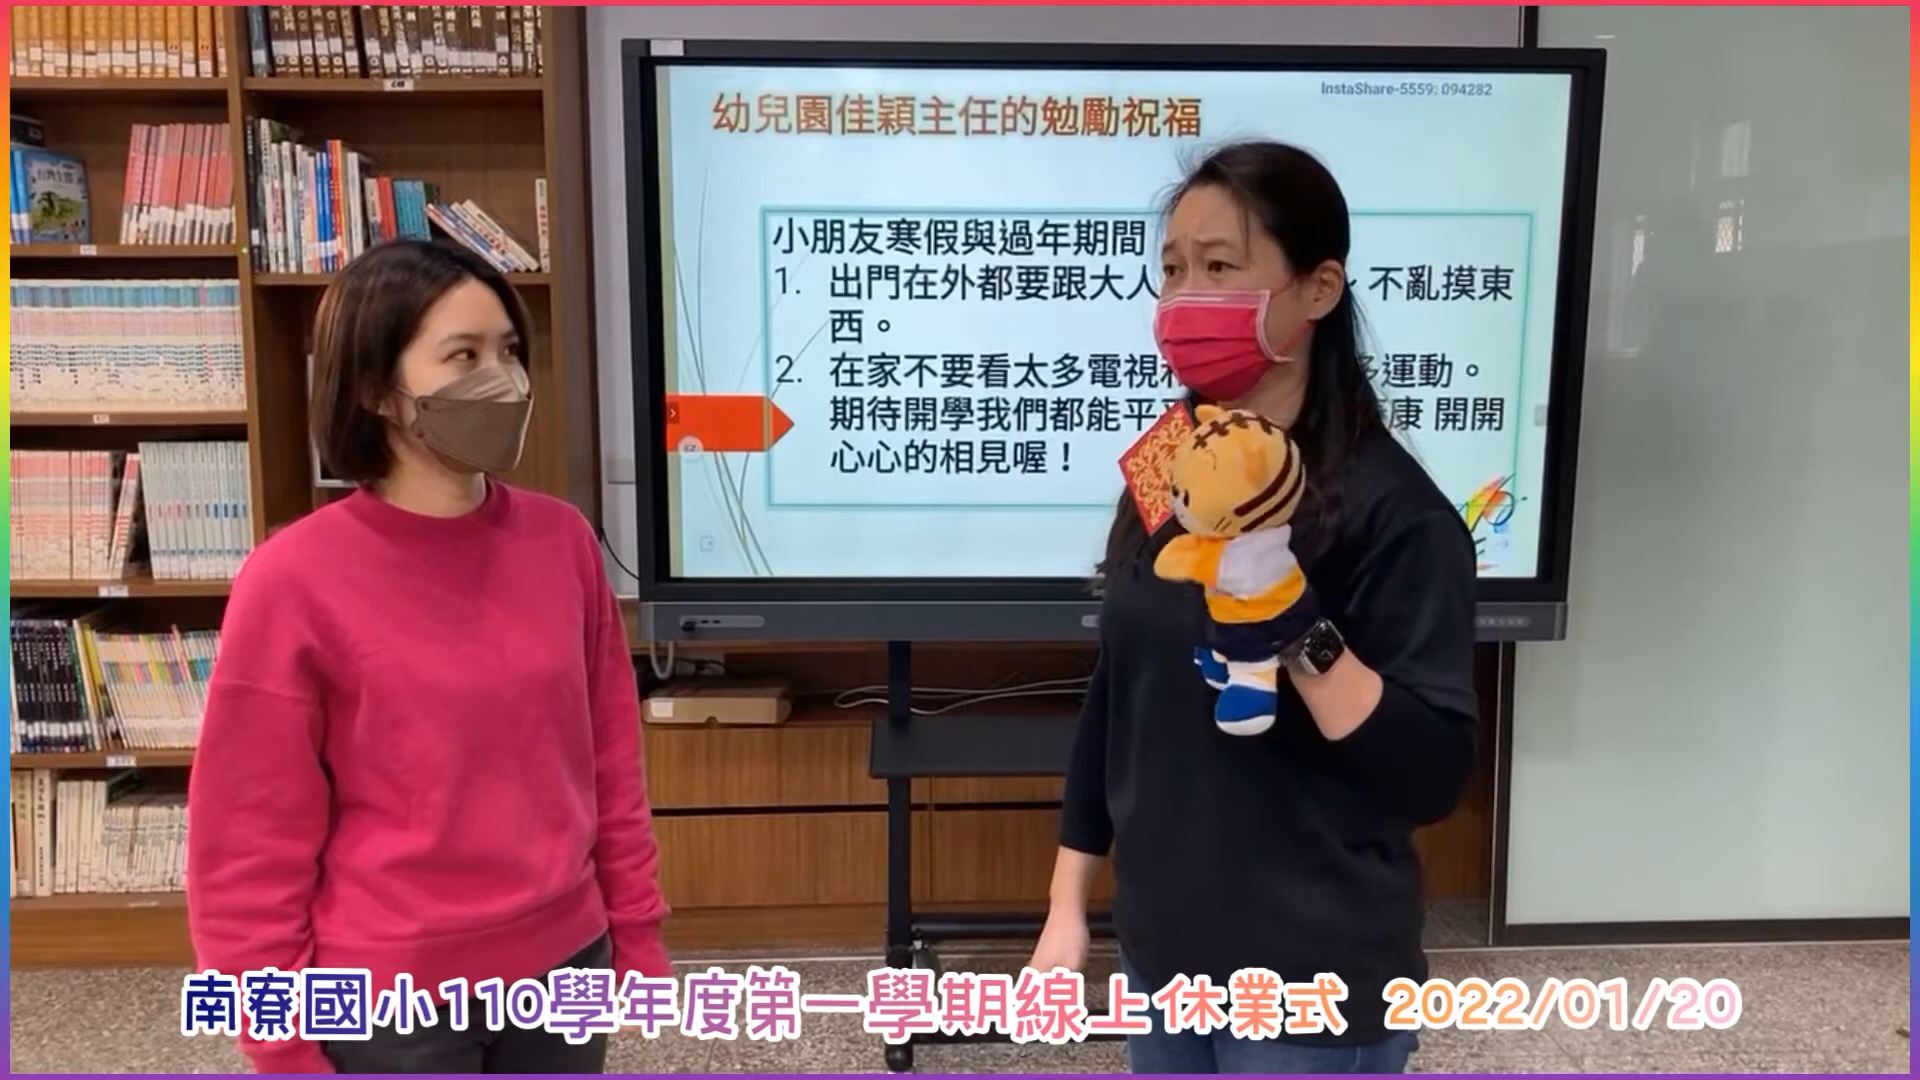 InstaShare-5559: 094282
幼兒園佳穎主任的勉勵祝福
小朋友寒假與過年期間
1. 出門在外都要跟大人 不亂摸東
西。
2. 在家不要看太多電視 多運動。
期待開學我們都能平 康 開開
心心的相見喔！
南寮國小110學年度第一學期線上休業式 2022/01/20